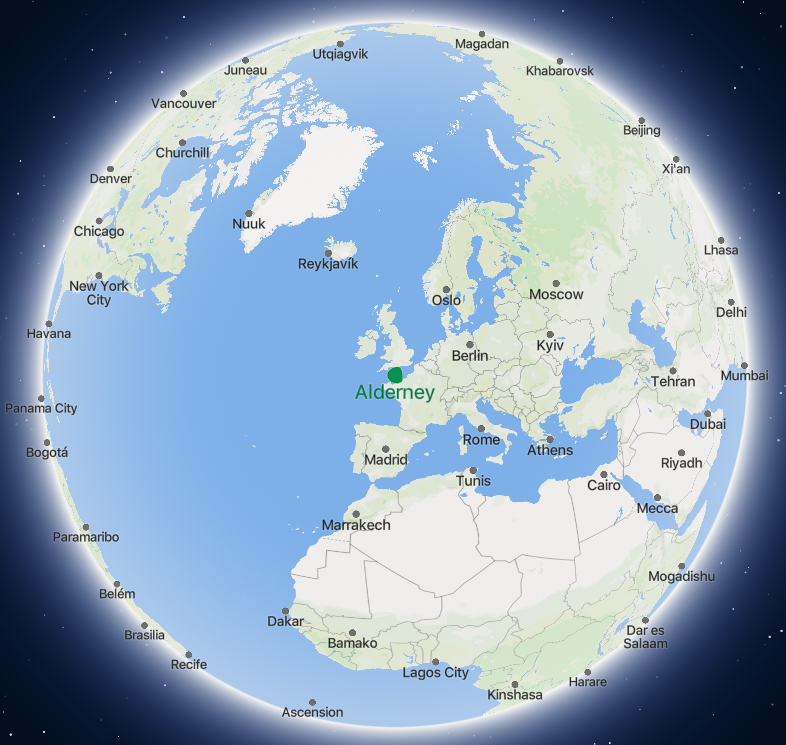 Magadan
Utqiagvik
Juneau
Khabarovsk
Vancouver
Beijing
Churchill
Xi'an
Denver
Nuuk
Chicago
Lhasa
Reykjavík
New York
City
Oslo
Moscow
Delhi
Havana
Kyiv
Berlin
Mumbai
Tehran
Alderney
Panama City
Dubai
Rome
Athens
Bogotá
Madrid
Riyadh
Tunis
Cairo
Mecca
Marrakech
Paramaribo
Mogadishu
Belém
Dakar
Dar es
Salaam
Brasilia
Bamako
Recife
Lagos City
Harare
Kinshasa
Ascension